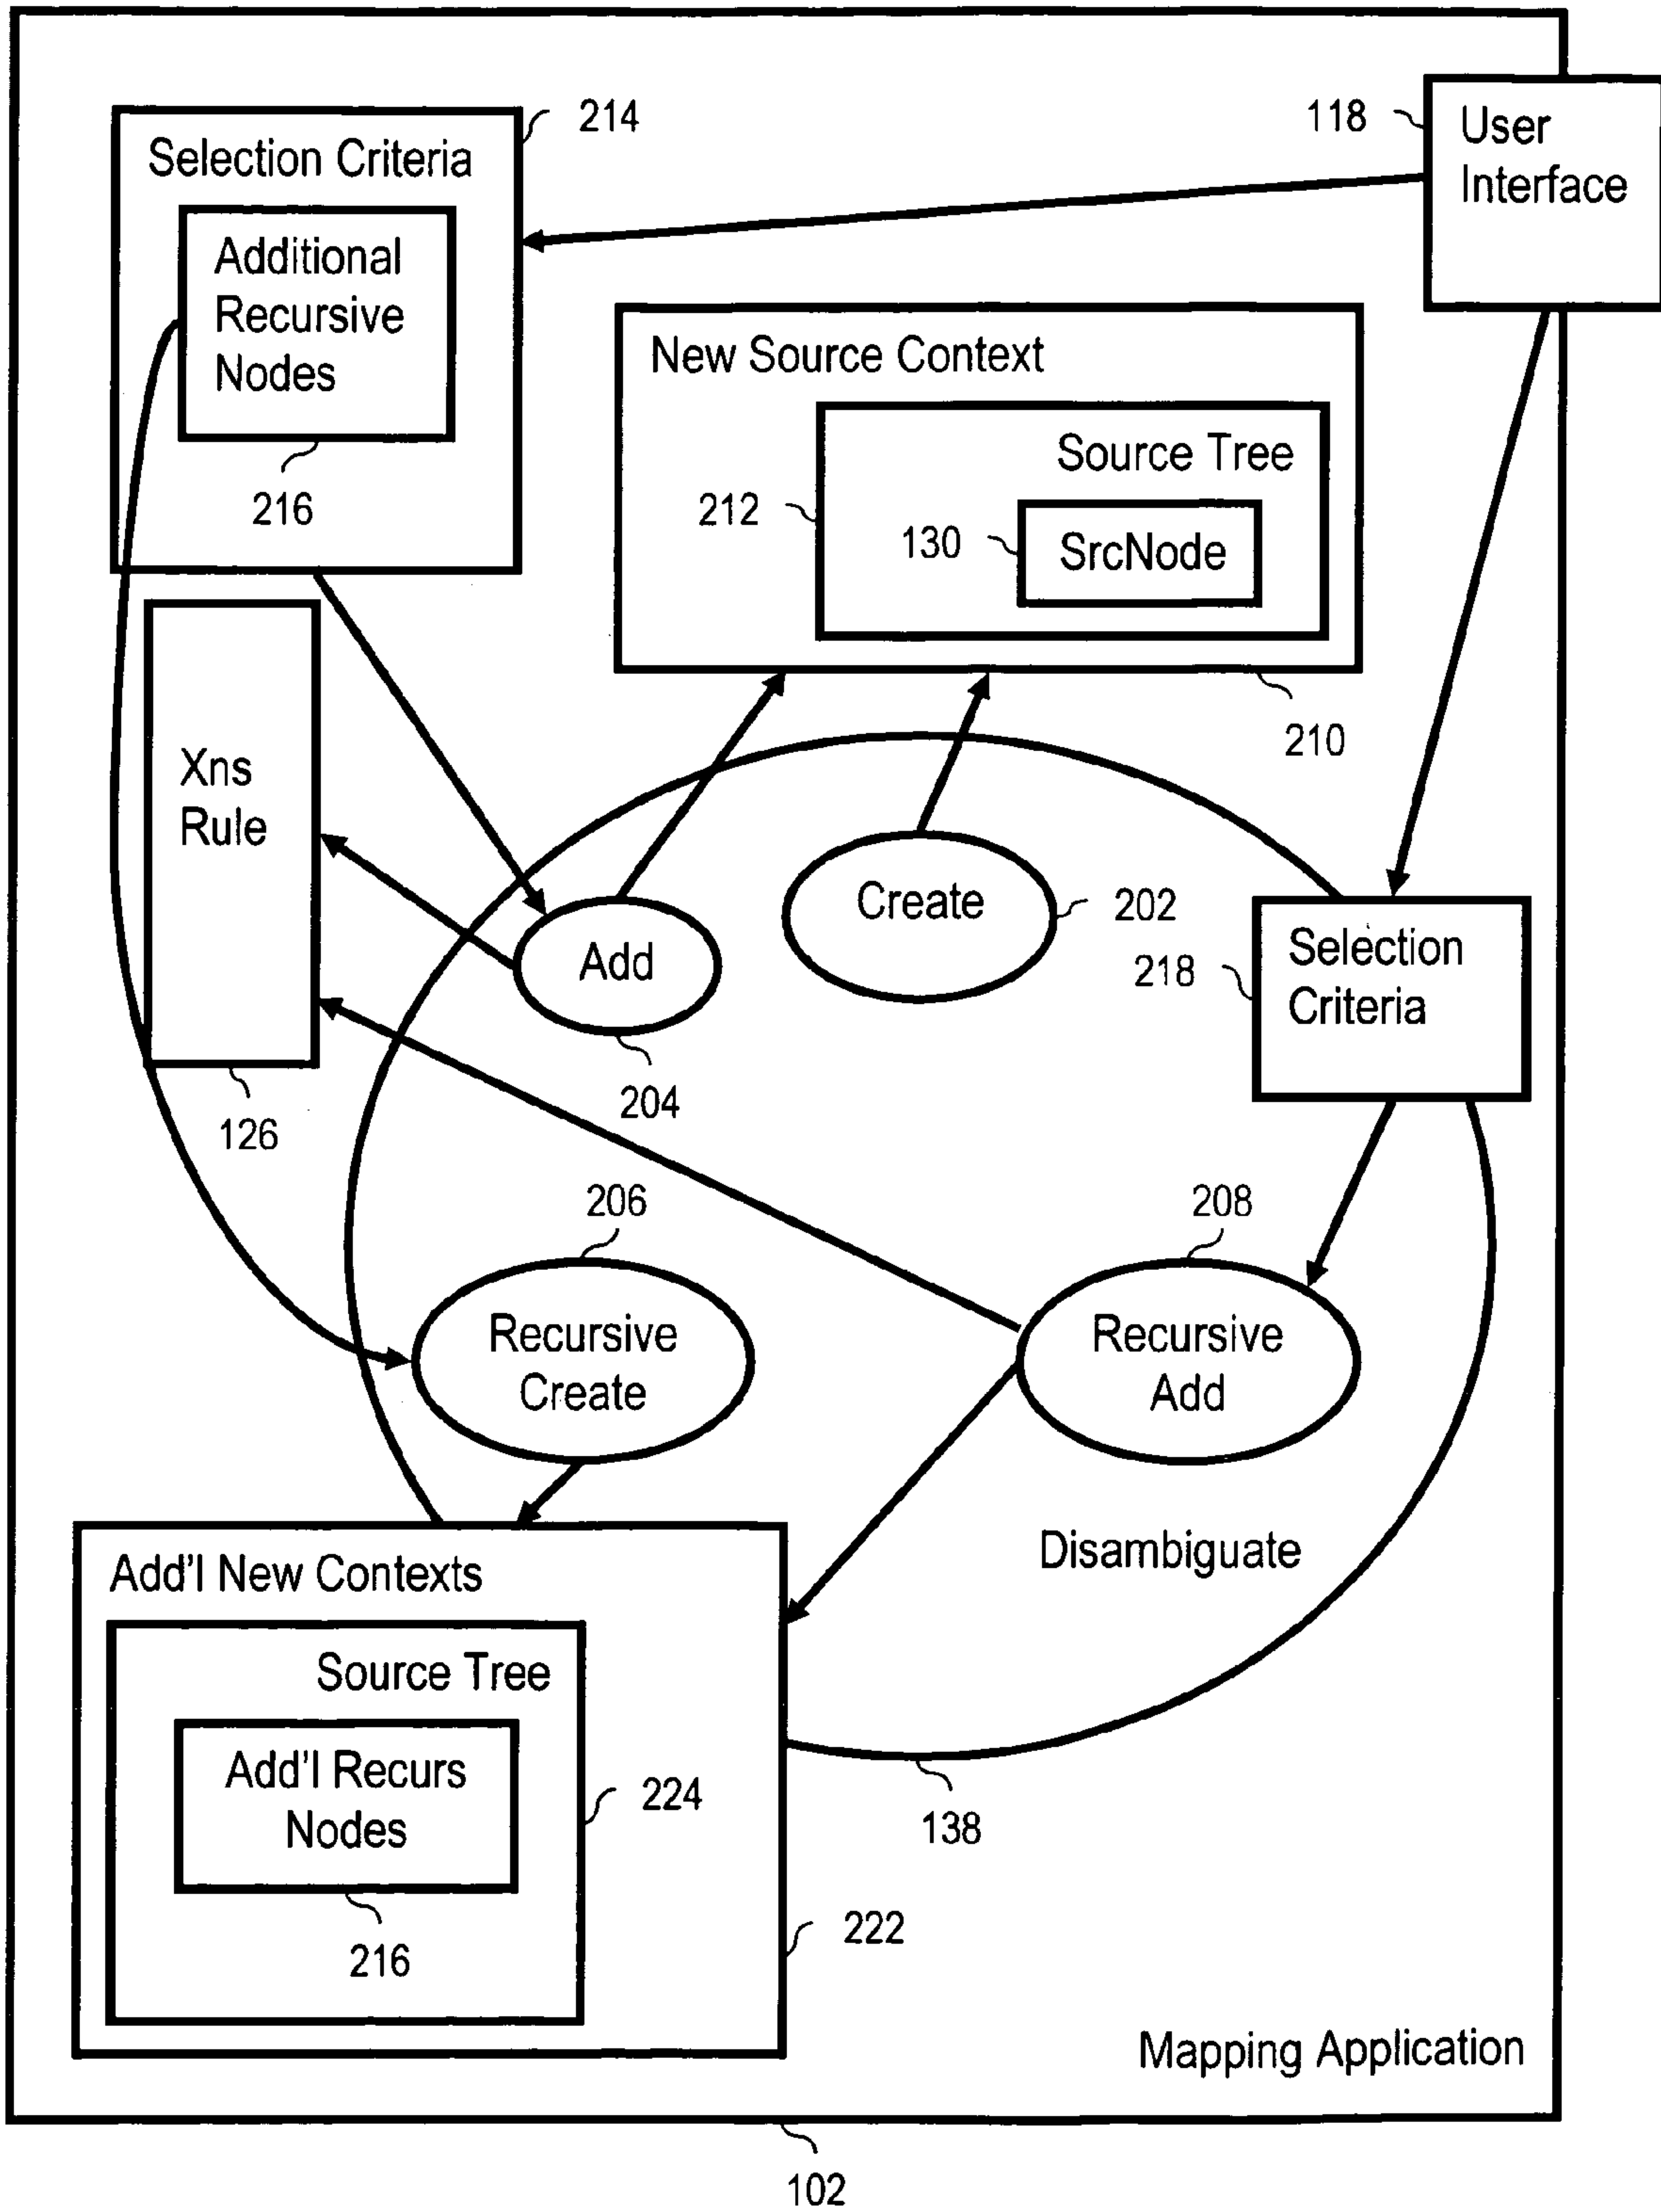 214
118
User
Interface
Selection Criteria
Additional
Recursive
Nodes
216
New Source Context
Source Tree
212
130
SrcNode
210
Xns
Rule
126
Create
202
Add
204
218
Selection
Criteria
206
208
Recursive
Create
Recursive
Add
Disambiguate
Add'l New Contexts
Source Tree
Add'l Recurs
Nodes
224
216
138
222
Mapping Application
102